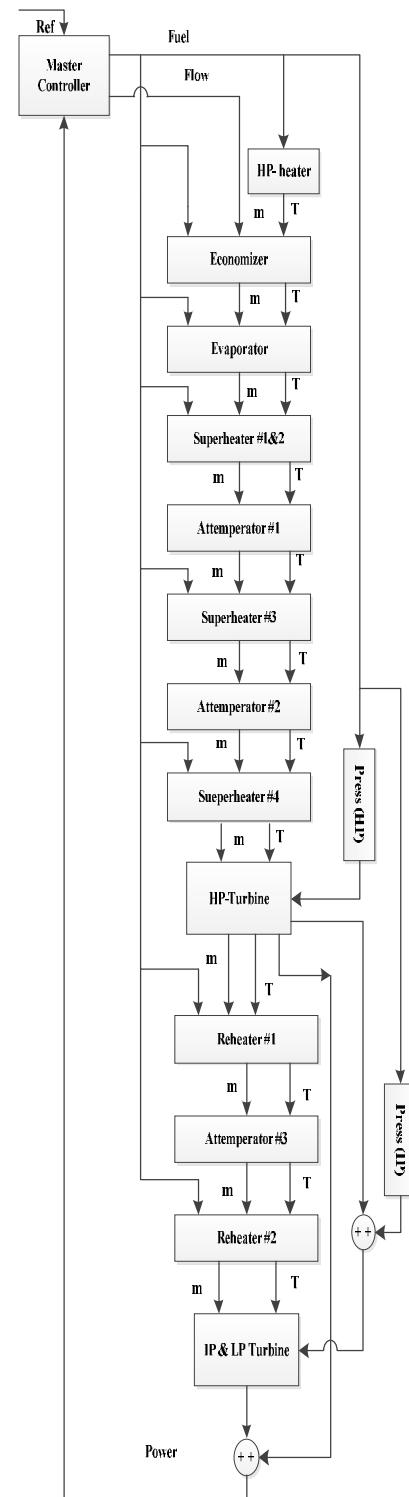 Ref
Fuel
Master
Controller
Flow
HP- heater
m
T
Economizer
m
T
Evaporator
m
T
Superheater #1&2
m
T
Attemperator #1
m
T
Superheater #3
m
T
Attemperator #2
m
T
Sueperheater #4
Press (HP)
m
T
HP-Turbine
m
T
Reheater #1
m
T
Press (IP)
Attemperator #3
m
T
Reheater #2
++
m
T
IP & LP Turbine
Power
++